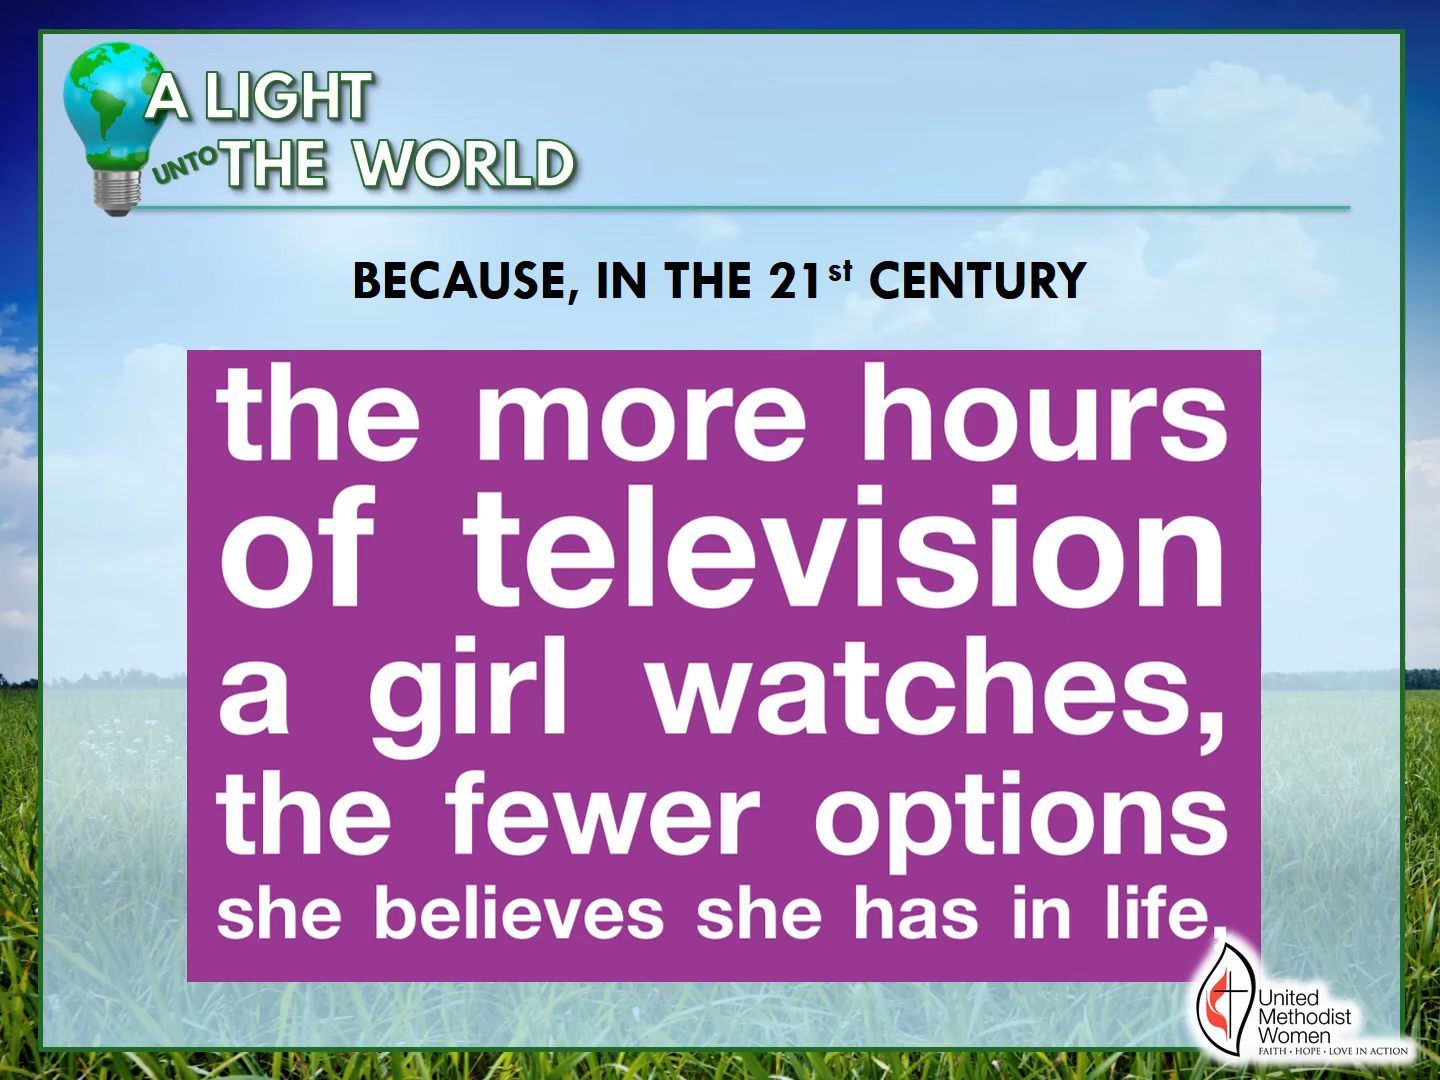 A LIGHT
UNTO THE WORLD
BECAUSE, IN THE 21st CENTURY
the more hours
of television
a girl watches,
the fewer options
she believes she has in life,
United
Methodist
Women
FAITH • HOPE • LOVE IN ACTION